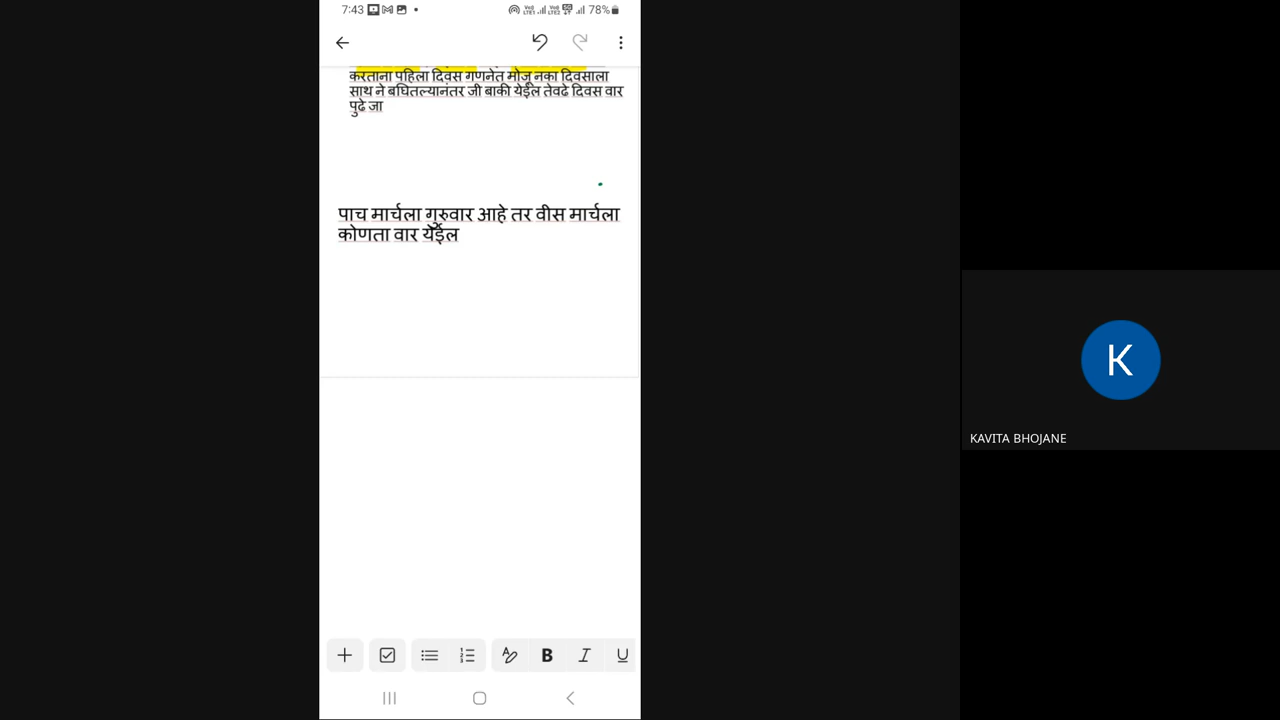 7:43
78%
करताना पहिला दिवस गणनेत मोजू नका दिवसाला
साथ ने बघितल्यानंतर जी बाकी येईल तेवढे दिवस वार
पुढे जा
पाच मार्चला गुरुवार आहे तर वीस मार्चला
कोणता वार येईल
B I U
K
KAVITA BHOJANE